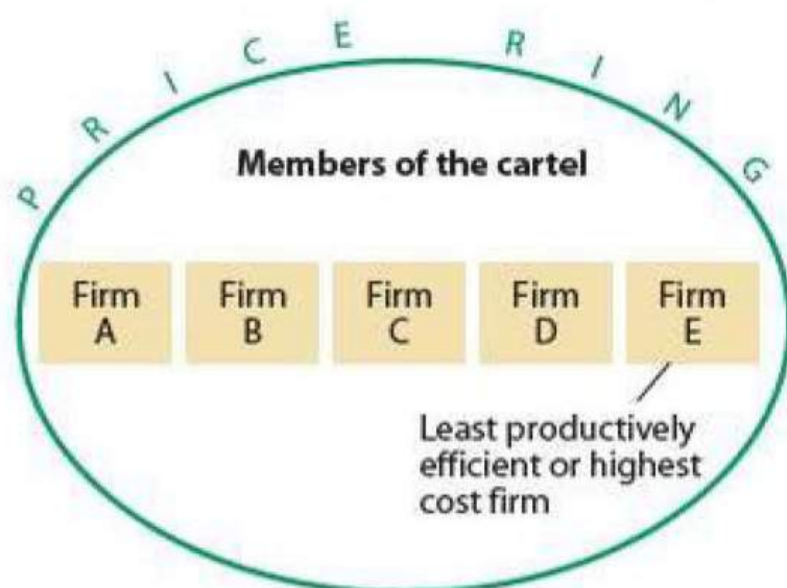 PRICE RING
Members of the cartel
Firm A
Firm B
Firm C
Firm D
Firm E
Least productively
efficient or highest
cost firm